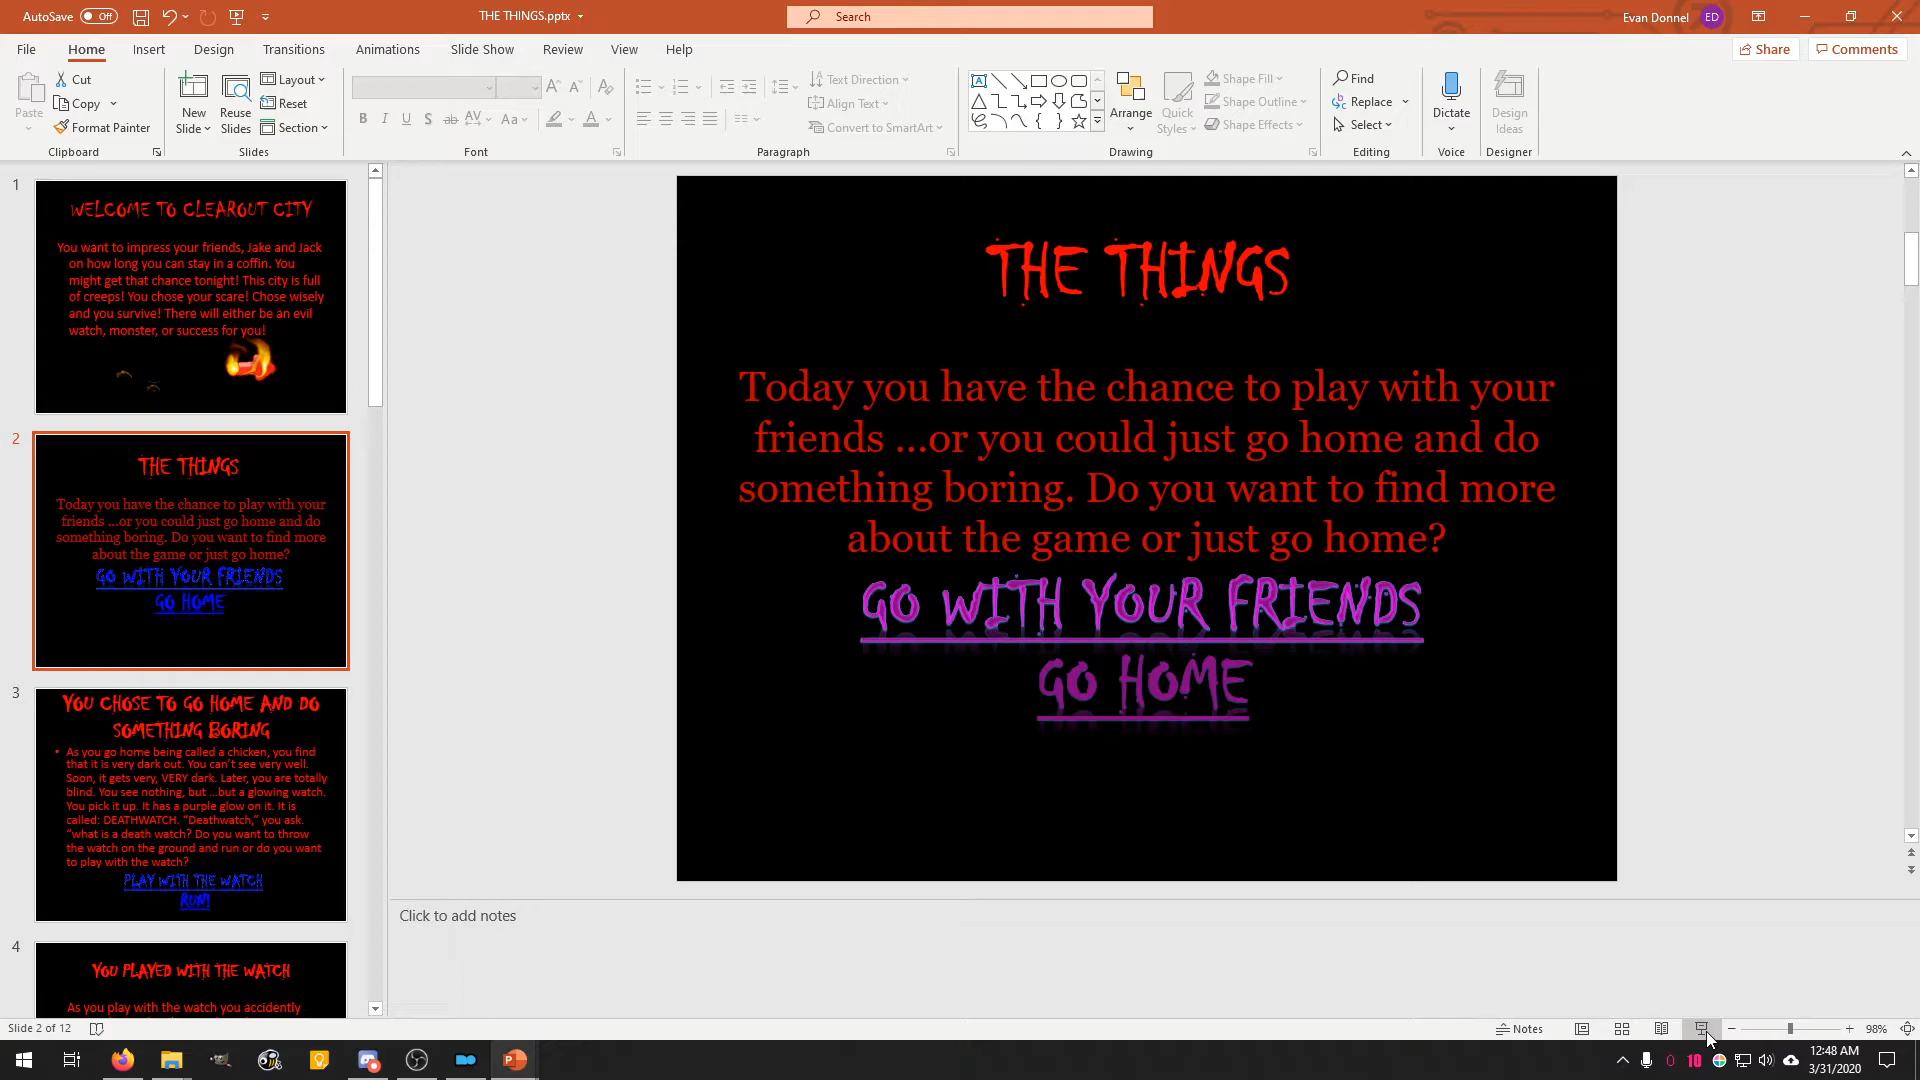 AutoSave Off
THE THINGS.pptx
Search
Evan Donnel ED
File Home Insert Design Transitions Animations Slide Show Review View Help
Share Comments
Paste
Cut
Copy
Format Painter
Clipboard
New Slide
Reuse Slides
Layout
Reset
Section
Slides
B I U S ab AV Aa A
Font
Text Direction
Align Text
Convert to SmartArt
Paragraph
Arrange
Quick Styles
Shape Fill
Shape Outline
Shape Effects
Drawing
Find
Replace
Select
Editing
Dictate
Voice
Design Ideas
Designer
1
WELCOME TO CLEAROUT CITY
You want to impress your friends, Jake and Jack
on how long you can stay in a coffin. You
might get that chance tonight! This city is full
of creeps! You chose your scare! Chose wisely
and you survive! There will either be an evil
watch, monster, or success for you!
2
THE THINGS
Today you have the chance to play with your
friends ...or you could just go home and do
something boring. Do you want to find more
about the game or just go home?
GO WITH YOUR FRIENDS
GO HOME
3
YOU CHOSE TO GO HOME AND DO
SOMETHING BORING
• As you go home being called a chicken, you find
that it is very dark out. You can't see very well.
Soon, it gets very, VERY dark. Later, you are totally
blind. You see nothing, but ...but a glowing watch.
You pick it up. It has a purple glow on it. It is
called: DEATHWATCH. "Deathwatch," you ask.
"what is a death watch? Do you want to throw
the watch on the ground and run or do you want
to play with the watch?
PLAY WITH THE WATCH
RUN!
4
YOU PLAYED WITH THE WATCH
As you play with the watch you accidently
THE THINGS
Today you have the chance to play with your
friends ...or you could just go home and do
something boring. Do you want to find more
about the game or just go home?
GO WITH YOUR FRIENDS
GO HOME
Click to add notes
Slide 2 of 12
Notes
98%
12:48 AM
3/31/2020